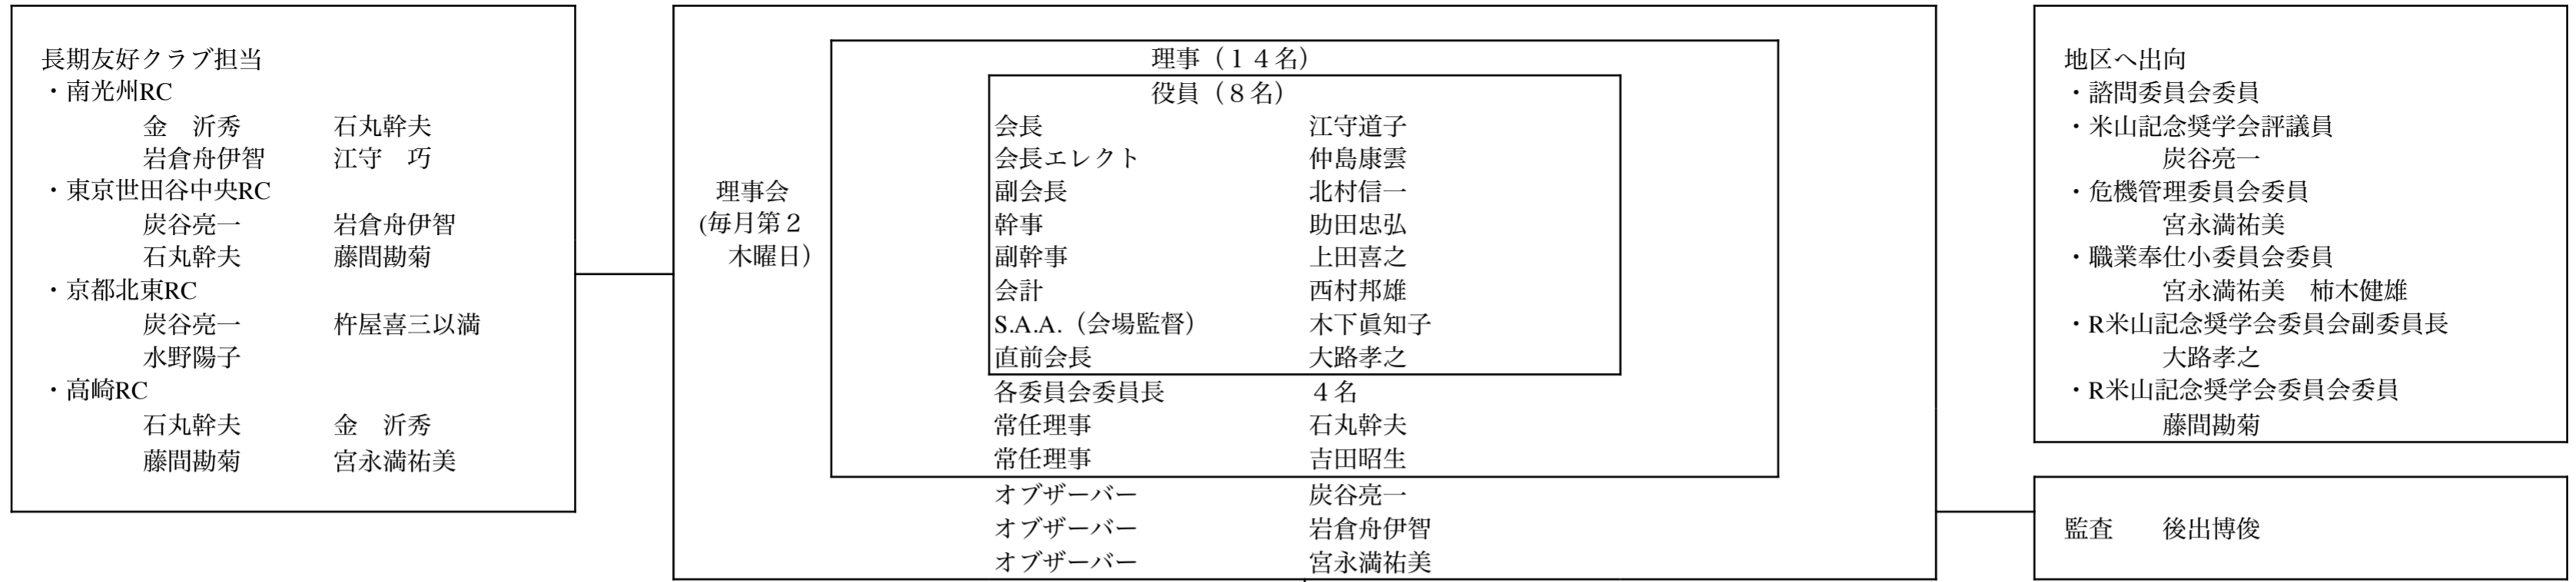 長期友好クラブ担当
・南光州RC
金　沂秀　石丸幹夫
岩倉舟伊智　江守　巧
・東京世田谷中央RC
炭谷亮一　岩倉舟伊智
石丸幹夫　藤間勘菊
・京都北東RC
炭谷亮一　杵屋喜三以満
水野陽子
・高崎RC
石丸幹夫　金　沂秀
藤間勘菊　宮永満祐美
理事会
(毎月第２
木曜日）
理事（１４名）
役員（８名）
会長　江守道子
会長エレクト　仲島康雲
副会長　北村信一
幹事　助田忠弘
副幹事　上田喜之
会計　西村邦雄
S.A.A.（会場監督）　木下眞知子
直前会長　大路孝之
各委員会委員長　４名
常任理事　石丸幹夫
常任理事　吉田昭生
オブザーバー　炭谷亮一
オブザーバー　岩倉舟伊智
オブザーバー　宮永満祐美
地区へ出向
・諮問委員会委員
・米山記念奨学会評議員
炭谷亮一
・危機管理委員会委員
宮永満祐美
・職業奉仕小委員会委員
宮永満祐美　柿木健雄
・R米山記念奨学会委員会副委員長
大路孝之
・R米山記念奨学会委員会委員
藤間勘菊
監査　後出博俊